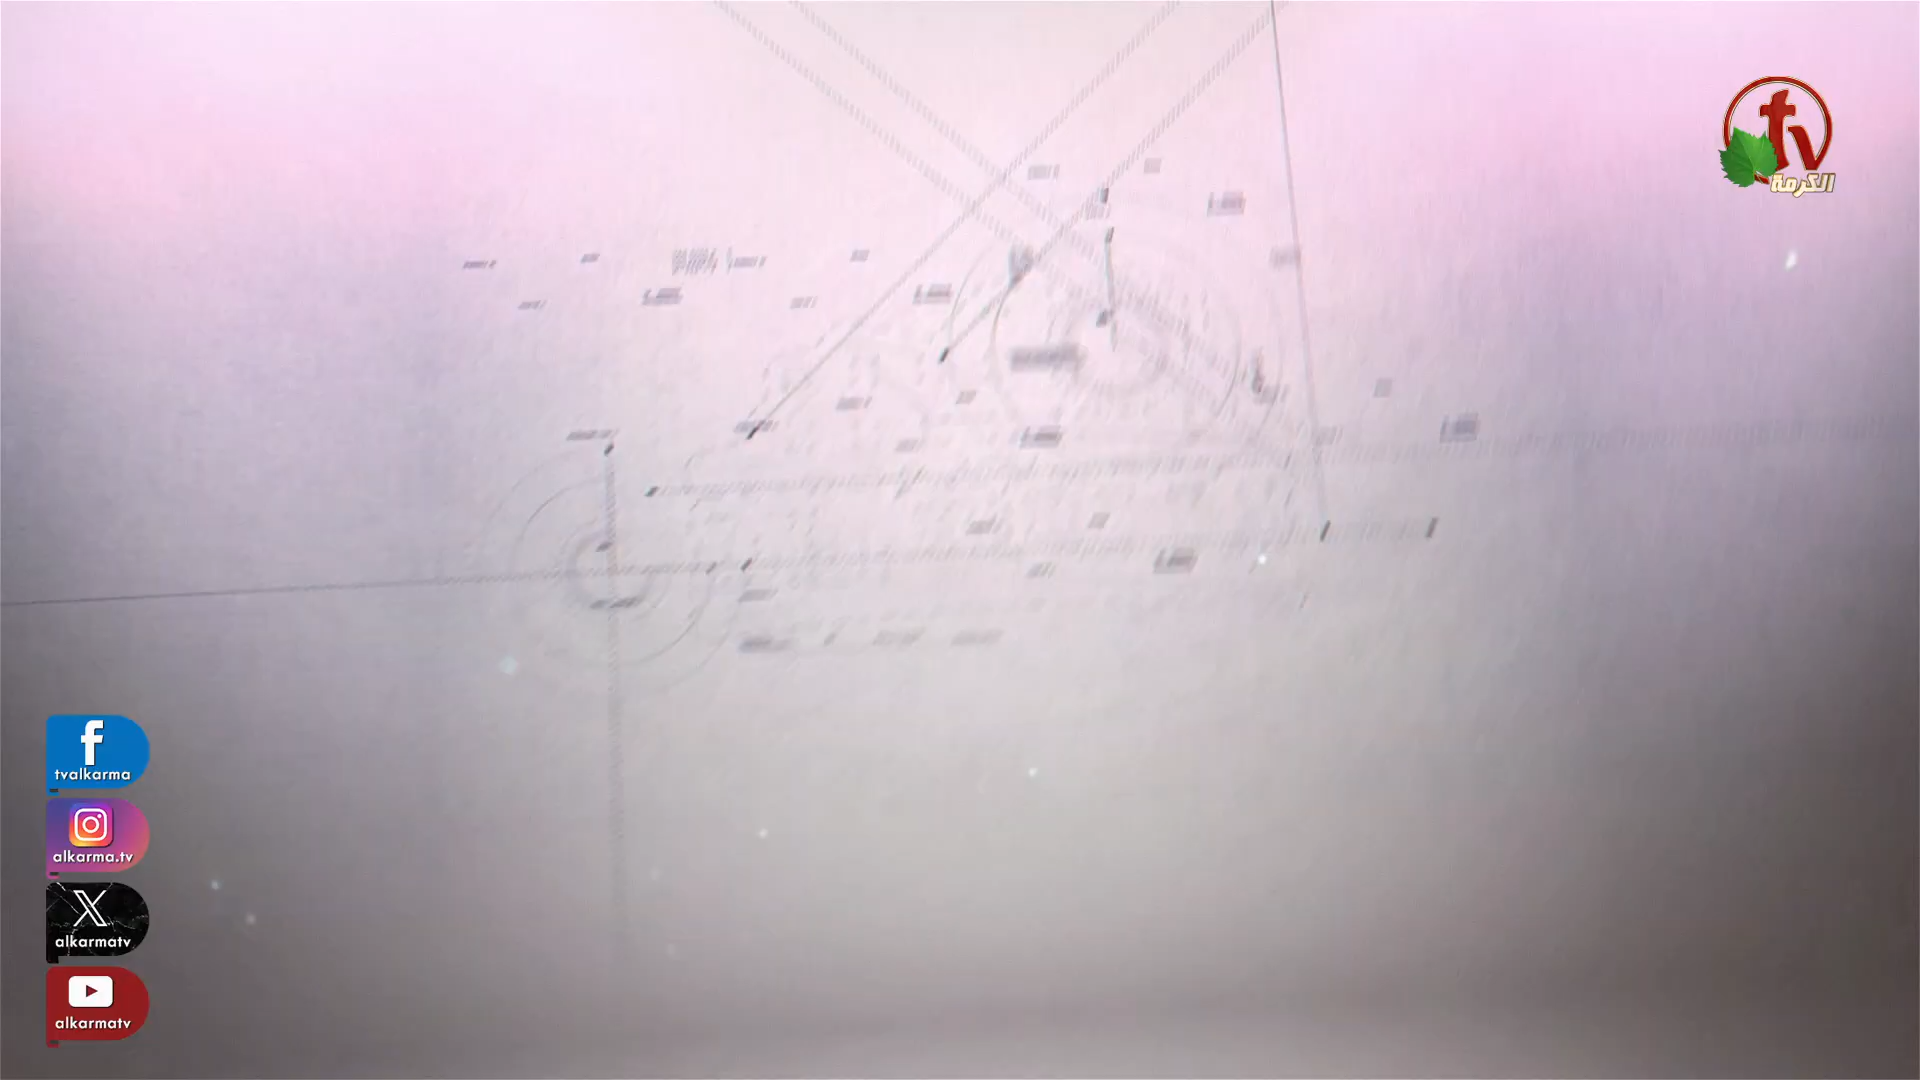 tv
الكرمة
tvalkarma
alkarma.tv
alkarmatv
alkarmatv